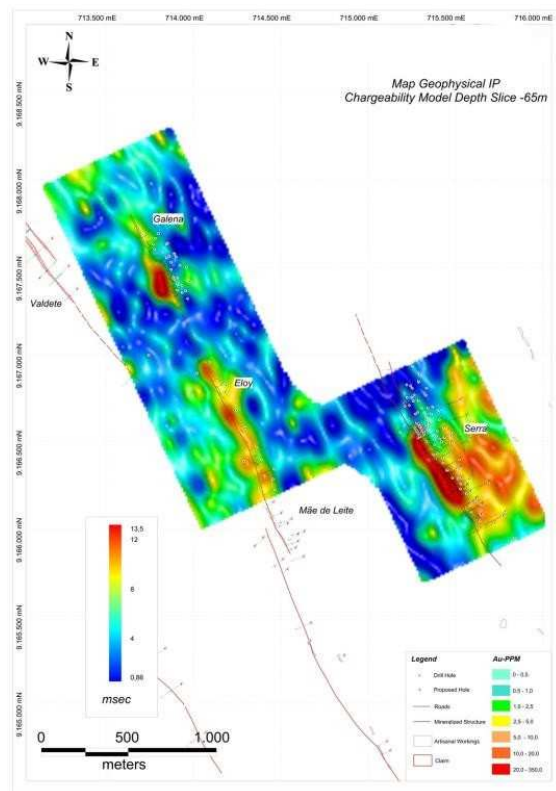 713.500 mE 714.000 mE 714.500 mE 715.000 mE 715.500 mE 716.000 mE
N
W E
S
Map Geophysical IP
Chargeability Model Depth Slice -65m
9.168.500 mN
9.168.000 mN
9.167.500 mN
9.167.000 mN
9.166.500 mN
9.166.000 mN
9.165.500 mN
9.165.000 mN
Galena
Valdete
Eloy
Serra
Mãe de Leite
13,5
12
8
4
0,86
msec
0 500 1.000
meters
Legend
Drill Hole
Proposed Hole
Roads
Mineralized Structure
Artisanal Workings
Claim
Au-PPM
0 - 0,5
0,5 - 1,0
1,0 - 2,5
2,5 - 5,0
5,0 - 10,0
10,0 - 20,0
20,0 - 350,0